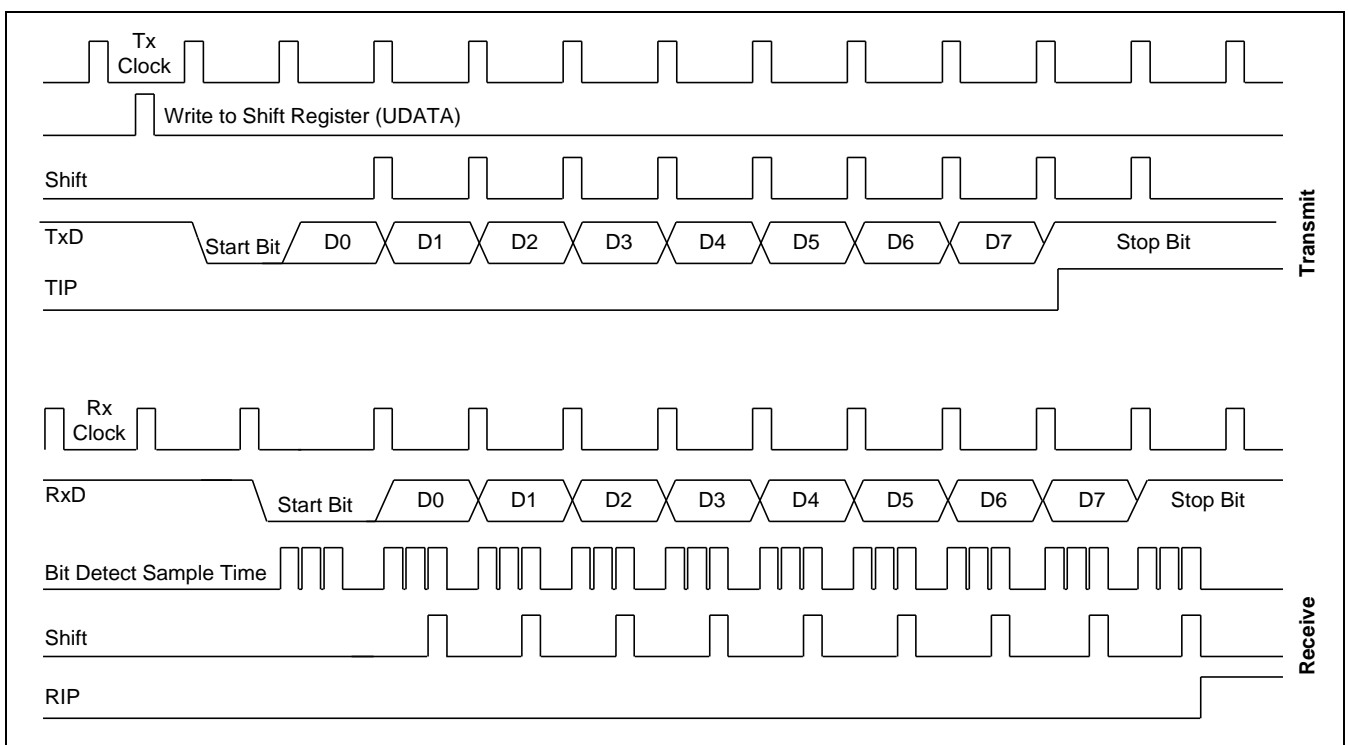 Tx
Clock
Write to Shift Register (UDATA)
Shift
TxD
Start Bit
D0
D1
D2
D3
D4
D5
D6
D7
Stop Bit
TIP
Transmit
Rx
Clock
RxD
Start Bit
D0
D1
D2
D3
D4
D5
D6
D7
Stop Bit
Bit Detect Sample Time
Shift
RIP
Receive